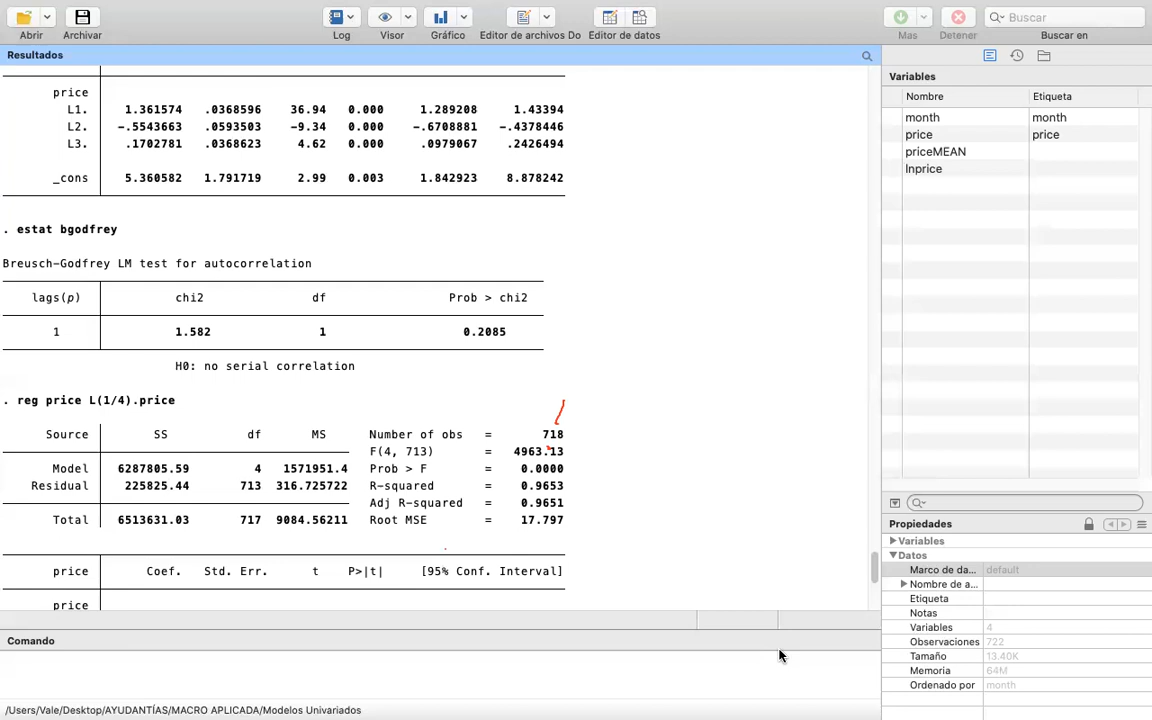 Abrir
Archivar
Log
Visor
Gráfico
Editor de archivos Do
Editor de datos
Mas
Detener
Buscar
Buscar en
Resultados
price
L1. 1.361574 .0368596 36.94 0.000 1.289208 1.43394
L2. -.5543663 .0593503 -9.34 0.000 -.6708881 -.4378446
L3. .1702781 .0368623 4.62 0.000 .0979067 .2426494
_cons 5.360582 1.791719 2.99 0.003 1.842923 8.878242
. estat bgodfrey
Breusch-Godfrey LM test for autocorrelation
lags(p) chi2 df Prob > chi2
1 1.582 1 0.2085
H0: no serial correlation
. reg price L(1/4).price
Source SS df MS Number of obs = 718
F(4, 713) = 4963.13
Model 6287805.59 4 1571951.4 Prob > F = 0.0000
Residual 225825.44 713 316.725722 R-squared = 0.9653
Adj R-squared = 0.9651
Total 6513631.03 717 9084.56211 Root MSE = 17.797
price Coef. Std. Err. t P>|t| [95% Conf. Interval]
price
Comando
/Users/Vale/Desktop/AYUDANTÍAS/MACRO APLICADA/Modelos Univariados
Variables
Nombre Etiqueta
month month
price price
priceMEAN
lnprice
Propiedades
Variables
Datos
Marco de da... default
Nombre de a...
Etiqueta
Notas
Variables 4
Observaciones 722
Tamaño 13.40K
Memoria 64M
Ordenado por month